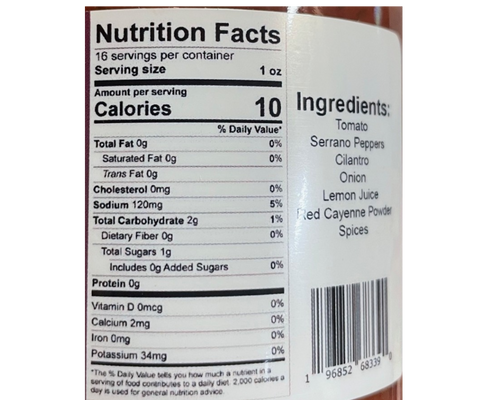 Nutrition Facts
16 servings per container
Serving size 1 oz
Amount per serving
Calories 10
% Daily Value*
Total Fat 0g 0%
Saturated Fat 0g 0%
Trans Fat 0g
Cholesterol 0mg 0%
Sodium 120mg 5%
Total Carbohydrate 2g 1%
Dietary Fiber 0g 0%
Total Sugars 1g
Includes 0g Added Sugars 0%
Protein 0g
Vitamin D 0mcg 0%
Calcium 2mg 0%
Iron 0mg 0%
Potassium 34mg 0%
*The % Daily Value tells you how much a nutrient in a
serving of food contributes to a daily diet. 2,000 calories a
day is used for general nutrition advice.
Ingredients:
Tomato
Serrano Peppers
Cilantro
Onion
Lemon Juice
Red Cayenne Powder
Spices
1 96852 68339 0